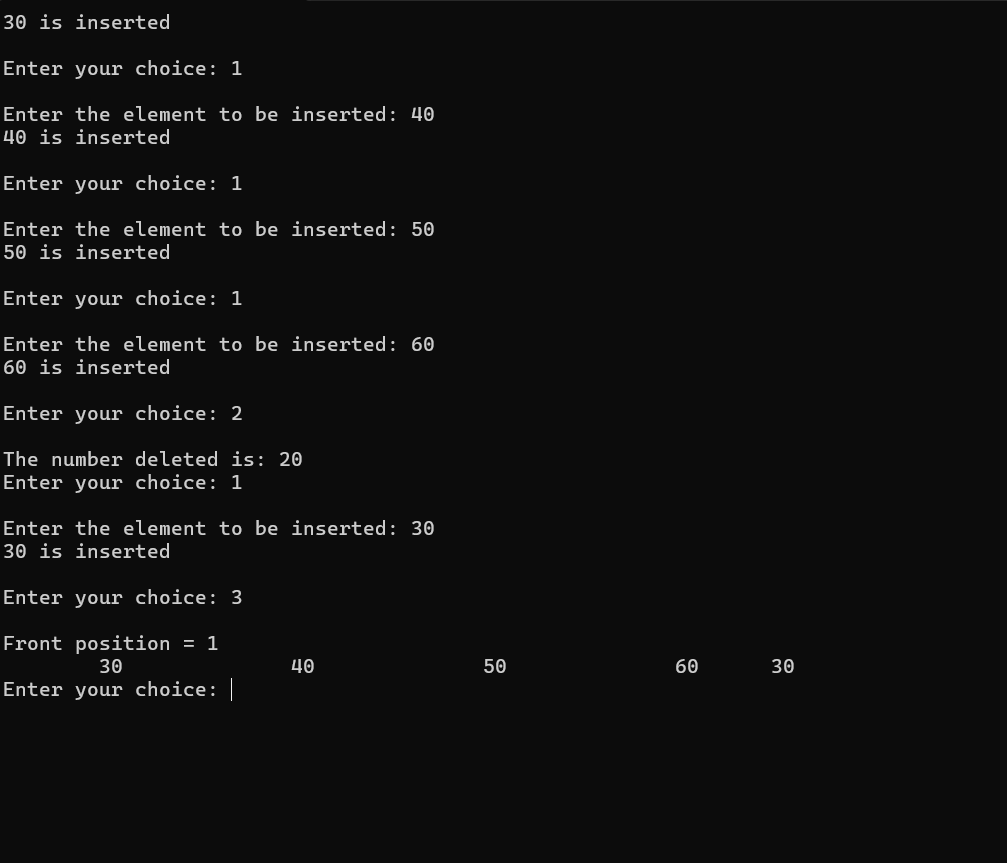 30 is inserted
Enter your choice: 1
Enter the element to be inserted: 40
40 is inserted
Enter your choice: 1
Enter the element to be inserted: 50
50 is inserted
Enter your choice: 1
Enter the element to be inserted: 60
60 is inserted
Enter your choice: 2
The number deleted is: 20
Enter your choice: 1
Enter the element to be inserted: 30
30 is inserted
Enter your choice: 3
Front position = 1
30 40 50 60 30
Enter your choice: